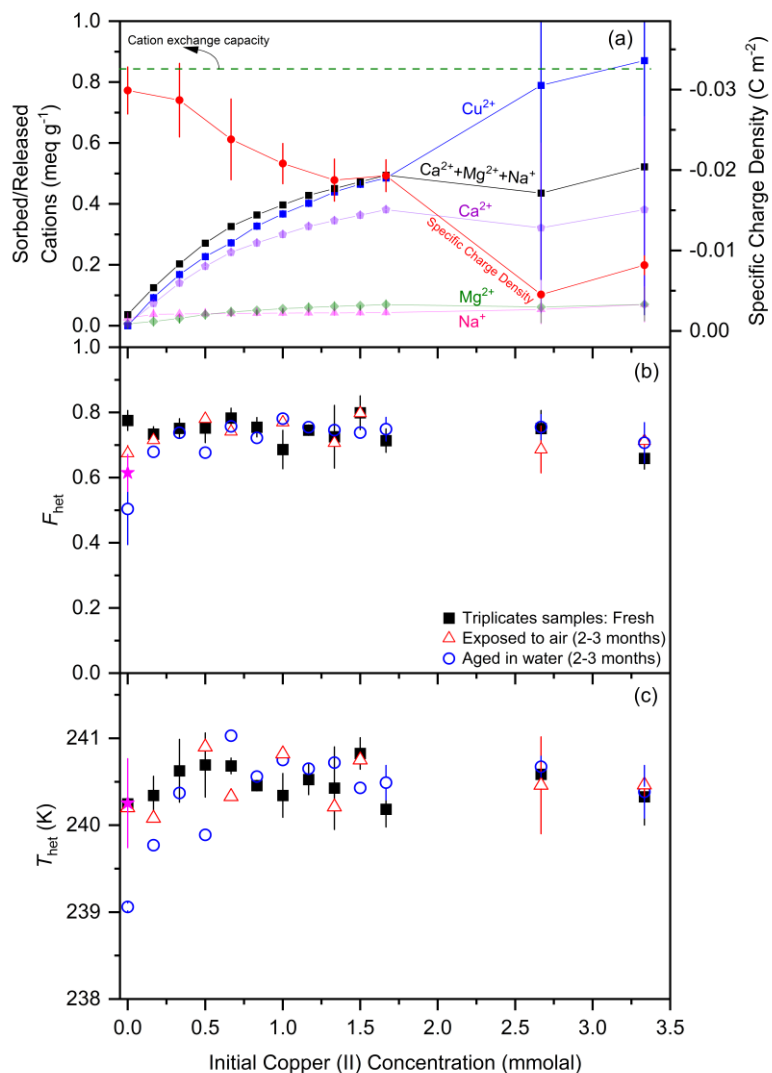 1.0
0.8
0.6
0.4
0.2
0.0
Sorbed/Released
Cations (meq g⁻¹)
Cation exchange capacity
(a)
Cu²⁺
Ca²⁺+Mg²⁺+Na⁺
Ca²⁺
Specific Charge Density
Mg²⁺
Na⁺
-0.03
-0.02
-0.01
0.00
Specific Charge Density (C m⁻²)
1.0
0.8
0.6
0.4
0.2
0.0
F_het
(b)
Triplicates samples: Fresh
Exposed to air (2-3 months)
Aged in water (2-3 months)
241
240
239
238
T_het (K)
(c)
0.0 0.5 1.0 1.5 2.0 2.5 3.0 3.5
Initial Copper (II) Concentration (mmolal)